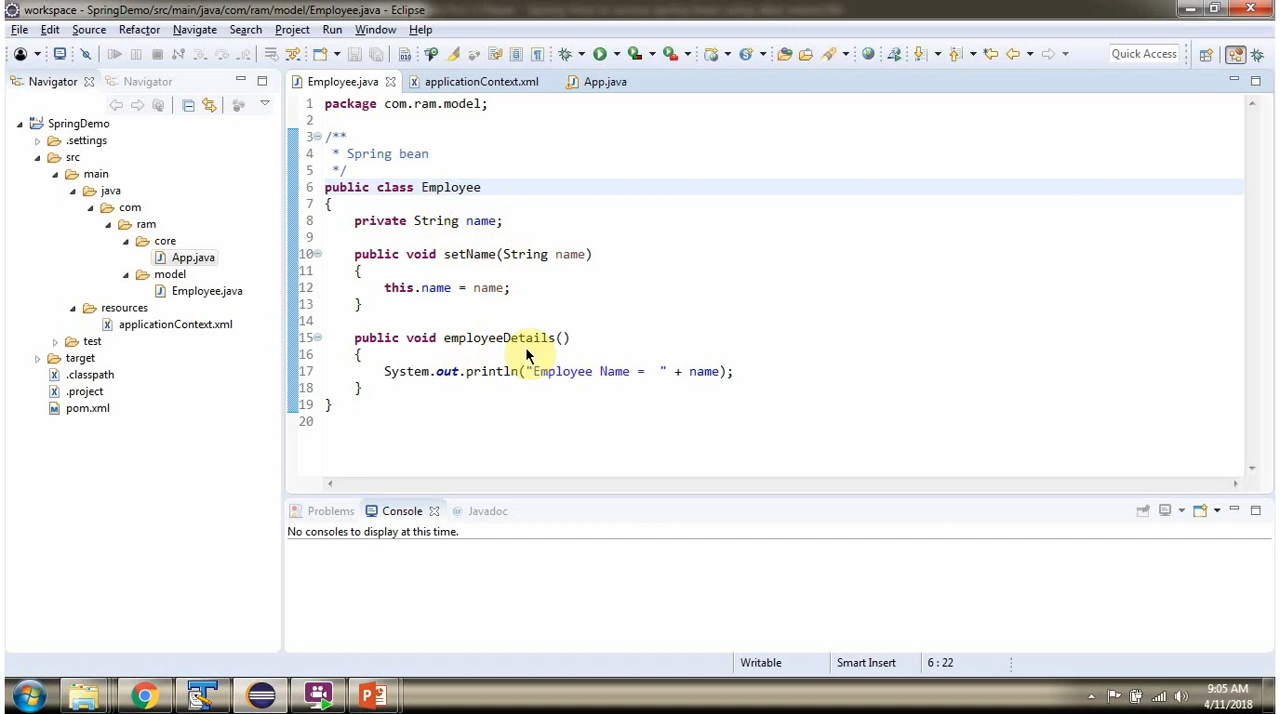 workspace - SpringDemo/src/main/java/com/ram/model/Employee.java - Eclipse
File Edit Source Refactor Navigate Search Project Run Window Help
Quick Access
Navigator
Navigator
SpringDemo
.settings
src
main
java
com
ram
core
App.java
model
Employee.java
resources
applicationContext.xml
test
target
.classpath
.project
pom.xml
Employee.java applicationContext.xml App.java
1 package com.ram.model;
2
3 /**
4 * Spring bean
5 */
6 public class Employee
7 {
8 private String name;
9
10 public void setName(String name)
11 {
12 this.name = name;
13 }
14
15 public void employeeDetails()
16 {
17 System.out.println("Employee Name =  " + name);
18 }
19 }
20
Problems Console Javadoc
No consoles to display at this time.
Writable Smart Insert 6 : 22
9:05 AM
4/11/2018